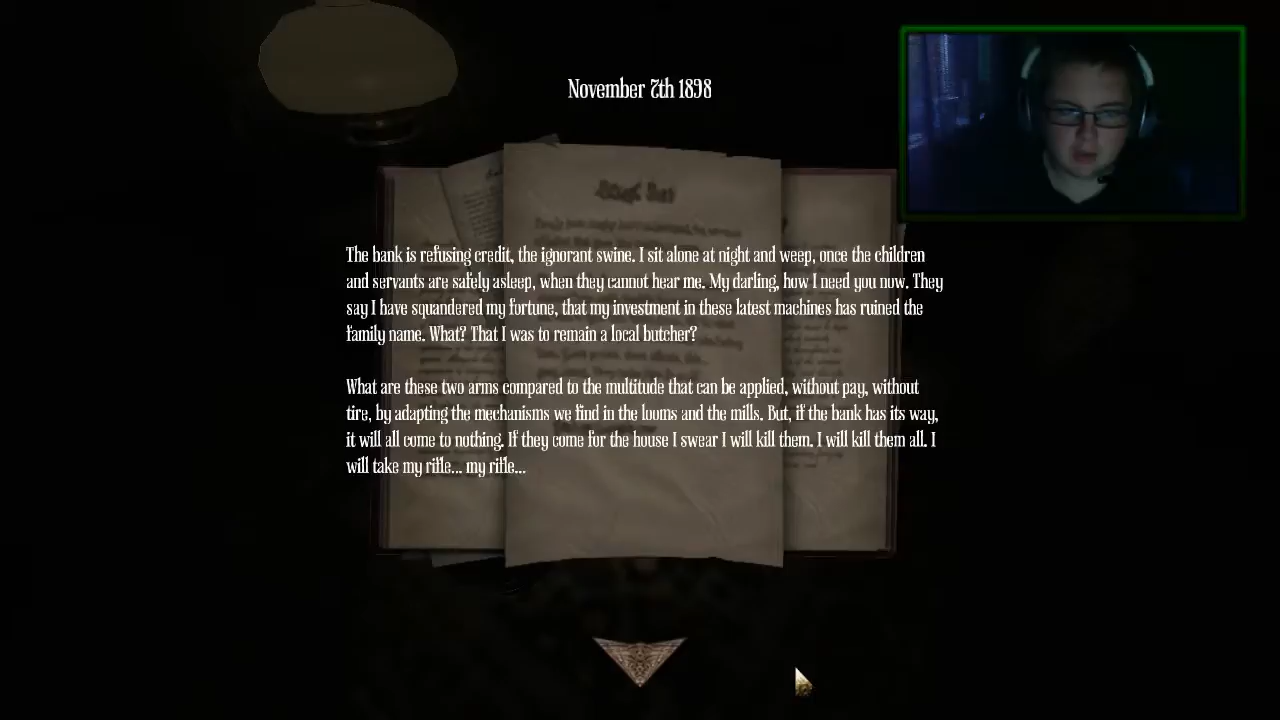 November 7th 1898
The bank is refusing credit, the ignorant swine. I sit alone at night and weep, once the children
and servants are safely asleep, when they cannot hear me. My darling, how I need you now. They
say I have squandered my fortune, that my investment in these latest machines has ruined the
family name. What? That I was to remain a local butcher?
What are these two arms compared to the multitude that can be applied, without pay, without
tire, by adapting the mechanisms we find in the looms and the mills. But, if the bank has its way,
it will all come to nothing. If they come for the house I swear I will kill them. I will kill them all. I
will take my rifle... my rifle...